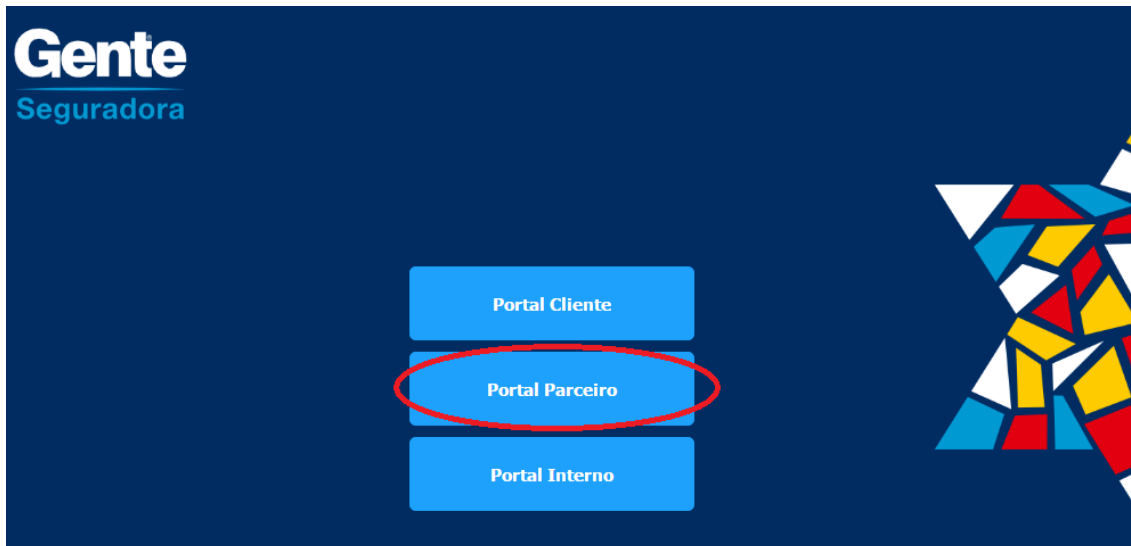 Gente
Seguradora
Portal Cliente
Portal Parceiro
Portal Interno